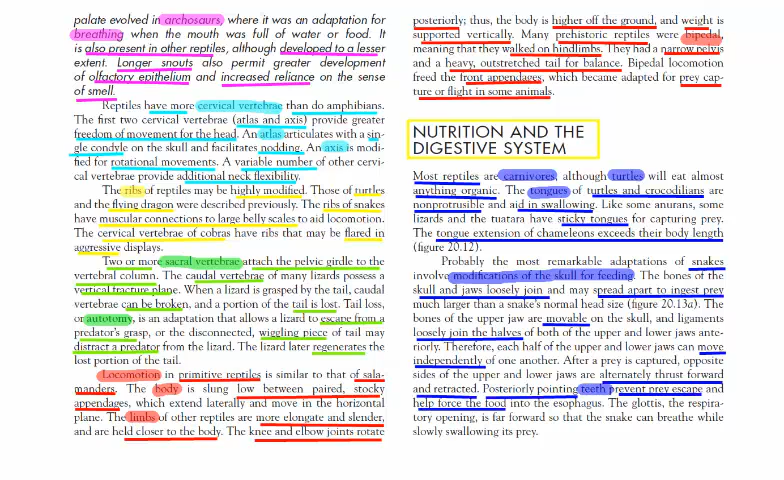 palate evolved in archosaurs, where it was an adaptation for
breathing when the mouth was full of water or food. It
is also present in other reptiles, although developed to a lesser
extent. Longer snouts also permit greater development
of olfactory epithelium and increased reliance on the sense
of smell.
Reptiles have more cervical vertebrae than do amphibians.
The first two cervical vertebrae (atlas and axis) provide greater
freedom of movement for the head. An atlas articulates with a sin-
gle condyle on the skull and facilitates nodding. An axis is modi-
fied for rotational movements. A variable number of other cervi-
cal vertebrae provide additional neck flexibility.
The ribs of reptiles may be highly modified. Those of turtles
and the flying dragon were described previously. The ribs of snakes
have muscular connections to large belly scales to aid locomotion.
The cervical vertebrae of cobras have ribs that may be flared in
aggressive displays.
Two or more sacral vertebrae attach the pelvic girdle to the
vertebral column. The caudal vertebrae of many lizards possess a
vertical fracture plane. When a lizard is grasped by the tail, caudal
vertebrae can be broken, and a portion of the tail is lost. Tail loss,
or autotomy, is an adaptation that allows a lizard to escape from a
predator's grasp, or the disconnected, wiggling piece of tail may
distract a predator from the lizard. The lizard later regenerates the
lost portion of the tail.
Locomotion in primitive reptiles is similar to that of sala-
manders. The body is slung low between paired, stocky
appendages, which extend laterally and move in the horizontal
plane. The limbs of other reptiles are more elongate and slender,
and are held closer to the body. The knee and elbow joints rotate
posteriorly; thus, the body is higher off the ground, and weight is
supported vertically. Many prehistoric reptiles were bipedal,
meaning that they walked on hindlimbs. They had a narrow pelvis
and a heavy, outstretched tail for balance. Bipedal locomotion
freed the front appendages, which became adapted for prey cap-
ture or flight in some animals.
NUTRITION AND THE
DIGESTIVE SYSTEM
Most reptiles are carnivores, although turtles will eat almost
anything organic. The tongues of turtles and crocodilians are
nonprotrusible and aid in swallowing. Like some anurans, some
lizards and the tuatara have sticky tongues for capturing prey.
The tongue extension of chameleons exceeds their body length
(figure 20.12).
Probably the most remarkable adaptations of snakes
involve modifications of the skull for feeding. The bones of the
skull and jaws loosely join and may spread apart to ingest prey
much larger than a snake's normal head size (figure 20.13a). The
bones of the upper jaw are movable on the skull, and ligaments
loosely join the halves of both of the upper and lower jaws ante-
riorly. Therefore, each half of the upper and lower jaws can move
independently of one another. After a prey is captured, opposite
sides of the upper and lower jaws are alternately thrust forward
and retracted. Posteriorly pointing teeth prevent prey escape and
help force the food into the esophagus. The glottis, the respira-
tory opening, is far forward so that the snake can breathe while
slowly swallowing its prey.